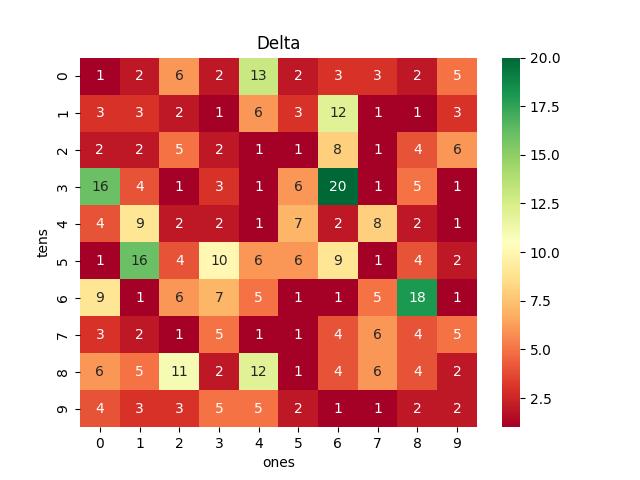 Delta
0 1 2 6 2 13 2 3 3 2 5
1 3 3 2 1 6 3 12 1 1 3
2 2 2 5 2 1 1 8 1 4 6
3 16 4 1 3 1 6 20 1 5 1
4 4 9 2 2 1 7 2 8 2 1
5 1 16 4 10 6 6 9 1 4 2
6 9 1 6 7 5 1 1 5 18 1
7 3 2 1 5 1 1 4 6 4 5
8 6 5 11 2 12 1 4 6 4 2
9 4 3 3 5 5 2 1 1 2 2
tens
0 1 2 3 4 5 6 7 8 9
ones
20.0
17.5
15.0
12.5
10.0
7.5
5.0
2.5